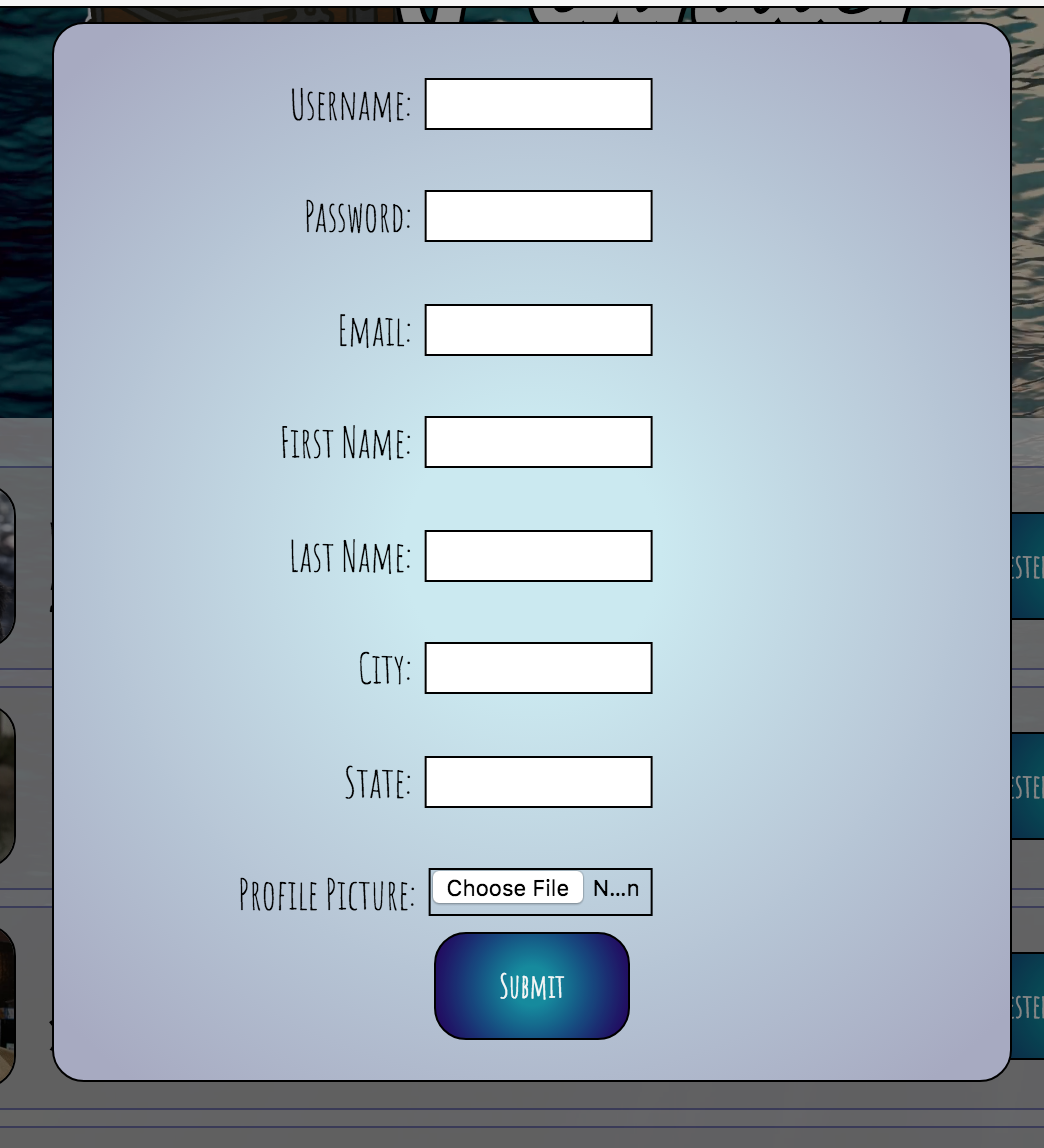 Username:
Password:
Email:
First Name:
Last Name:
City:
State:
Profile Picture: Choose File N...n
Submit